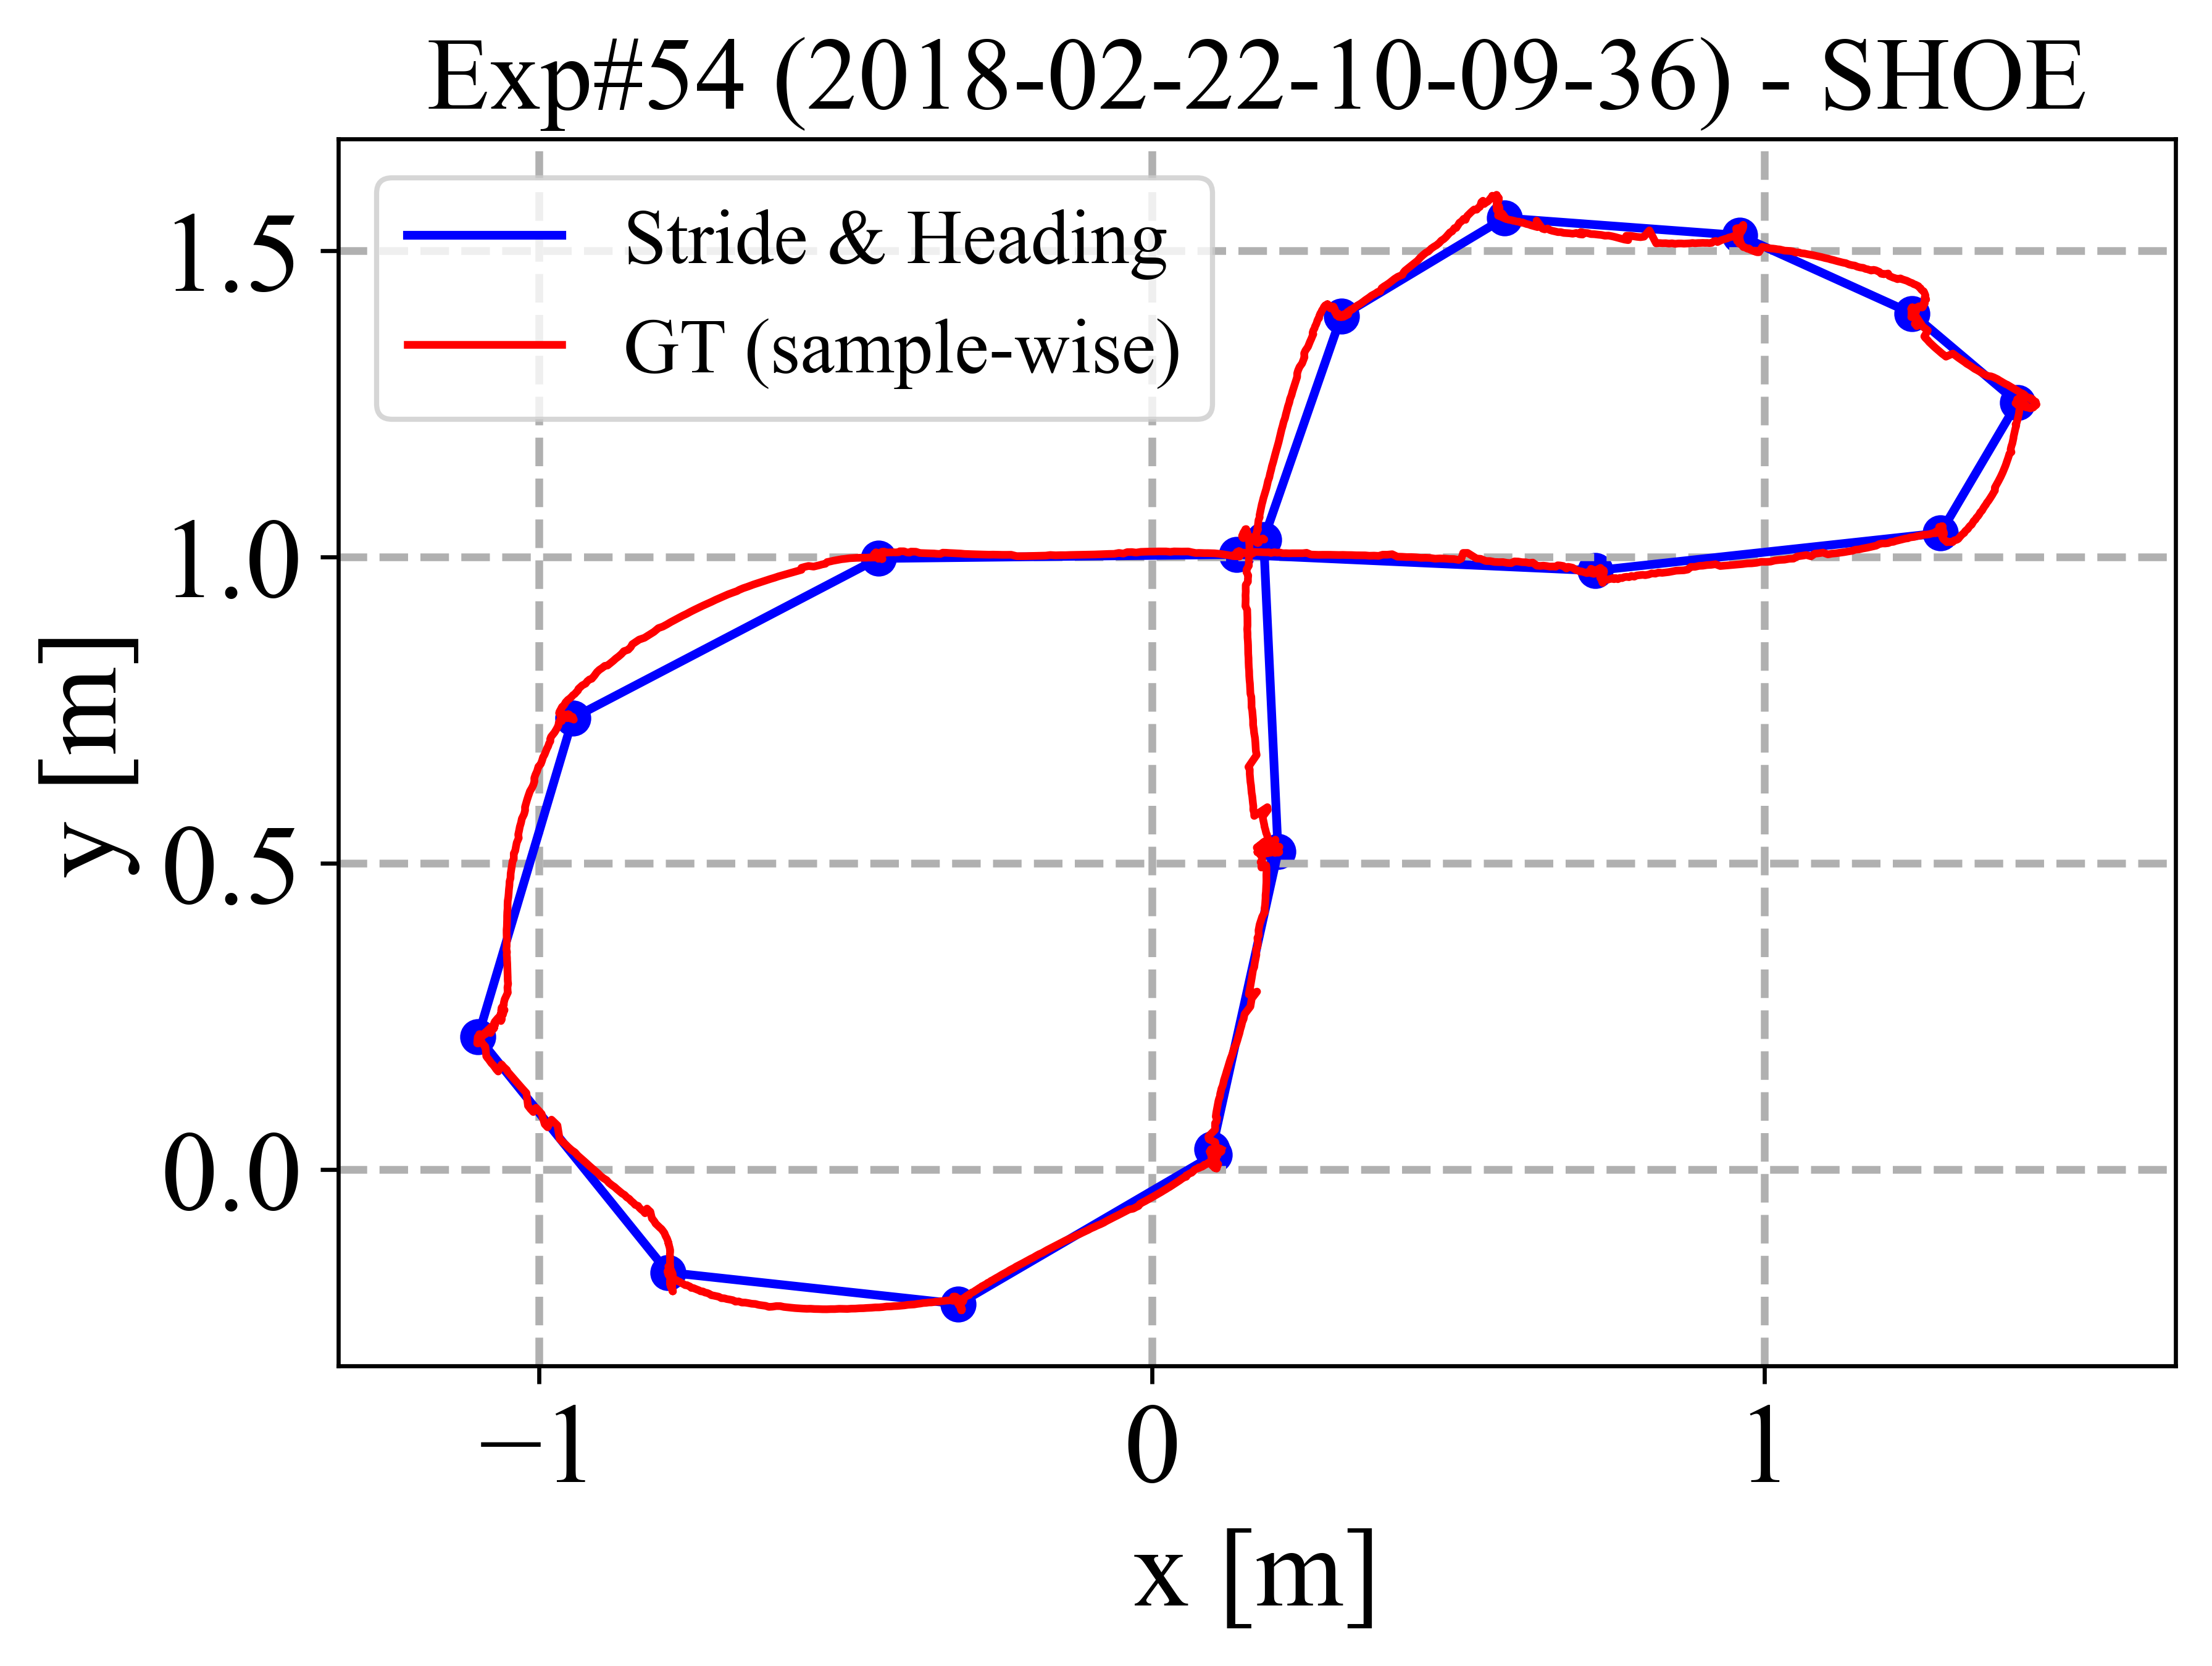 Exp#54 (2018-02-22-10-09-36) - SHOE
Stride & Heading
GT (sample-wise)
y [m]
1.5
1.0
0.5
0.0
−1 0 1
x [m]